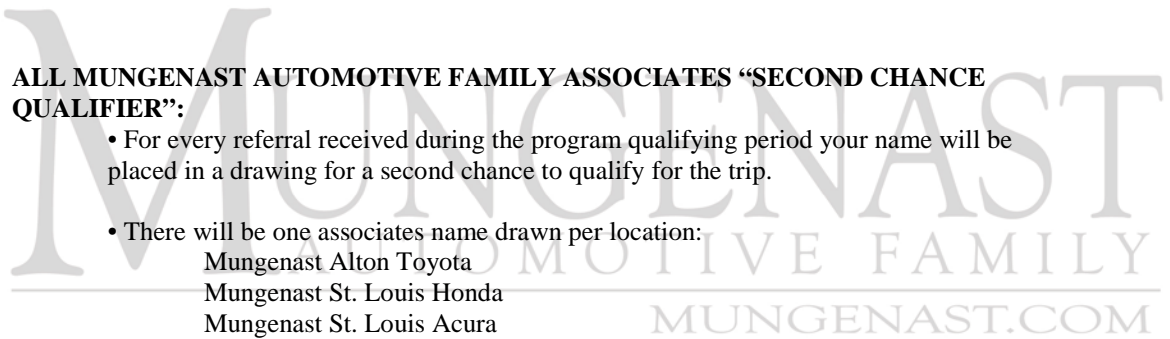 ALL MUNGENAST AUTOMOTIVE FAMILY ASSOCIATES “SECOND CHANCE
QUALIFIER”:
• For every referral received during the program qualifying period your name will be
placed in a drawing for a second chance to qualify for the trip.
• There will be one associates name drawn per location:
Mungenast Alton Toyota
Mungenast St. Louis Honda
Mungenast St. Louis Acura
MUNGENAST
AUTOMOTIVE FAMILY
MUNGENAST.COM